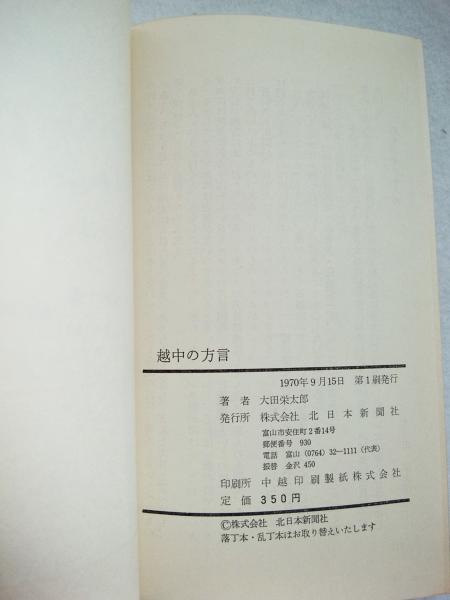 越中の方言
1970年9月15日 第1刷発行
著者 大田栄太郎
発行所 株式会社 北日本新聞社
富山市安住町2番14号
郵便番号 930
電話 富山(0764)32―1111(代表)
振替 金沢 450
印刷所 中越印刷製紙株式会社
定価 350円
©株式会社 北日本新聞社
落丁本・乱丁本はお取り替えいたします